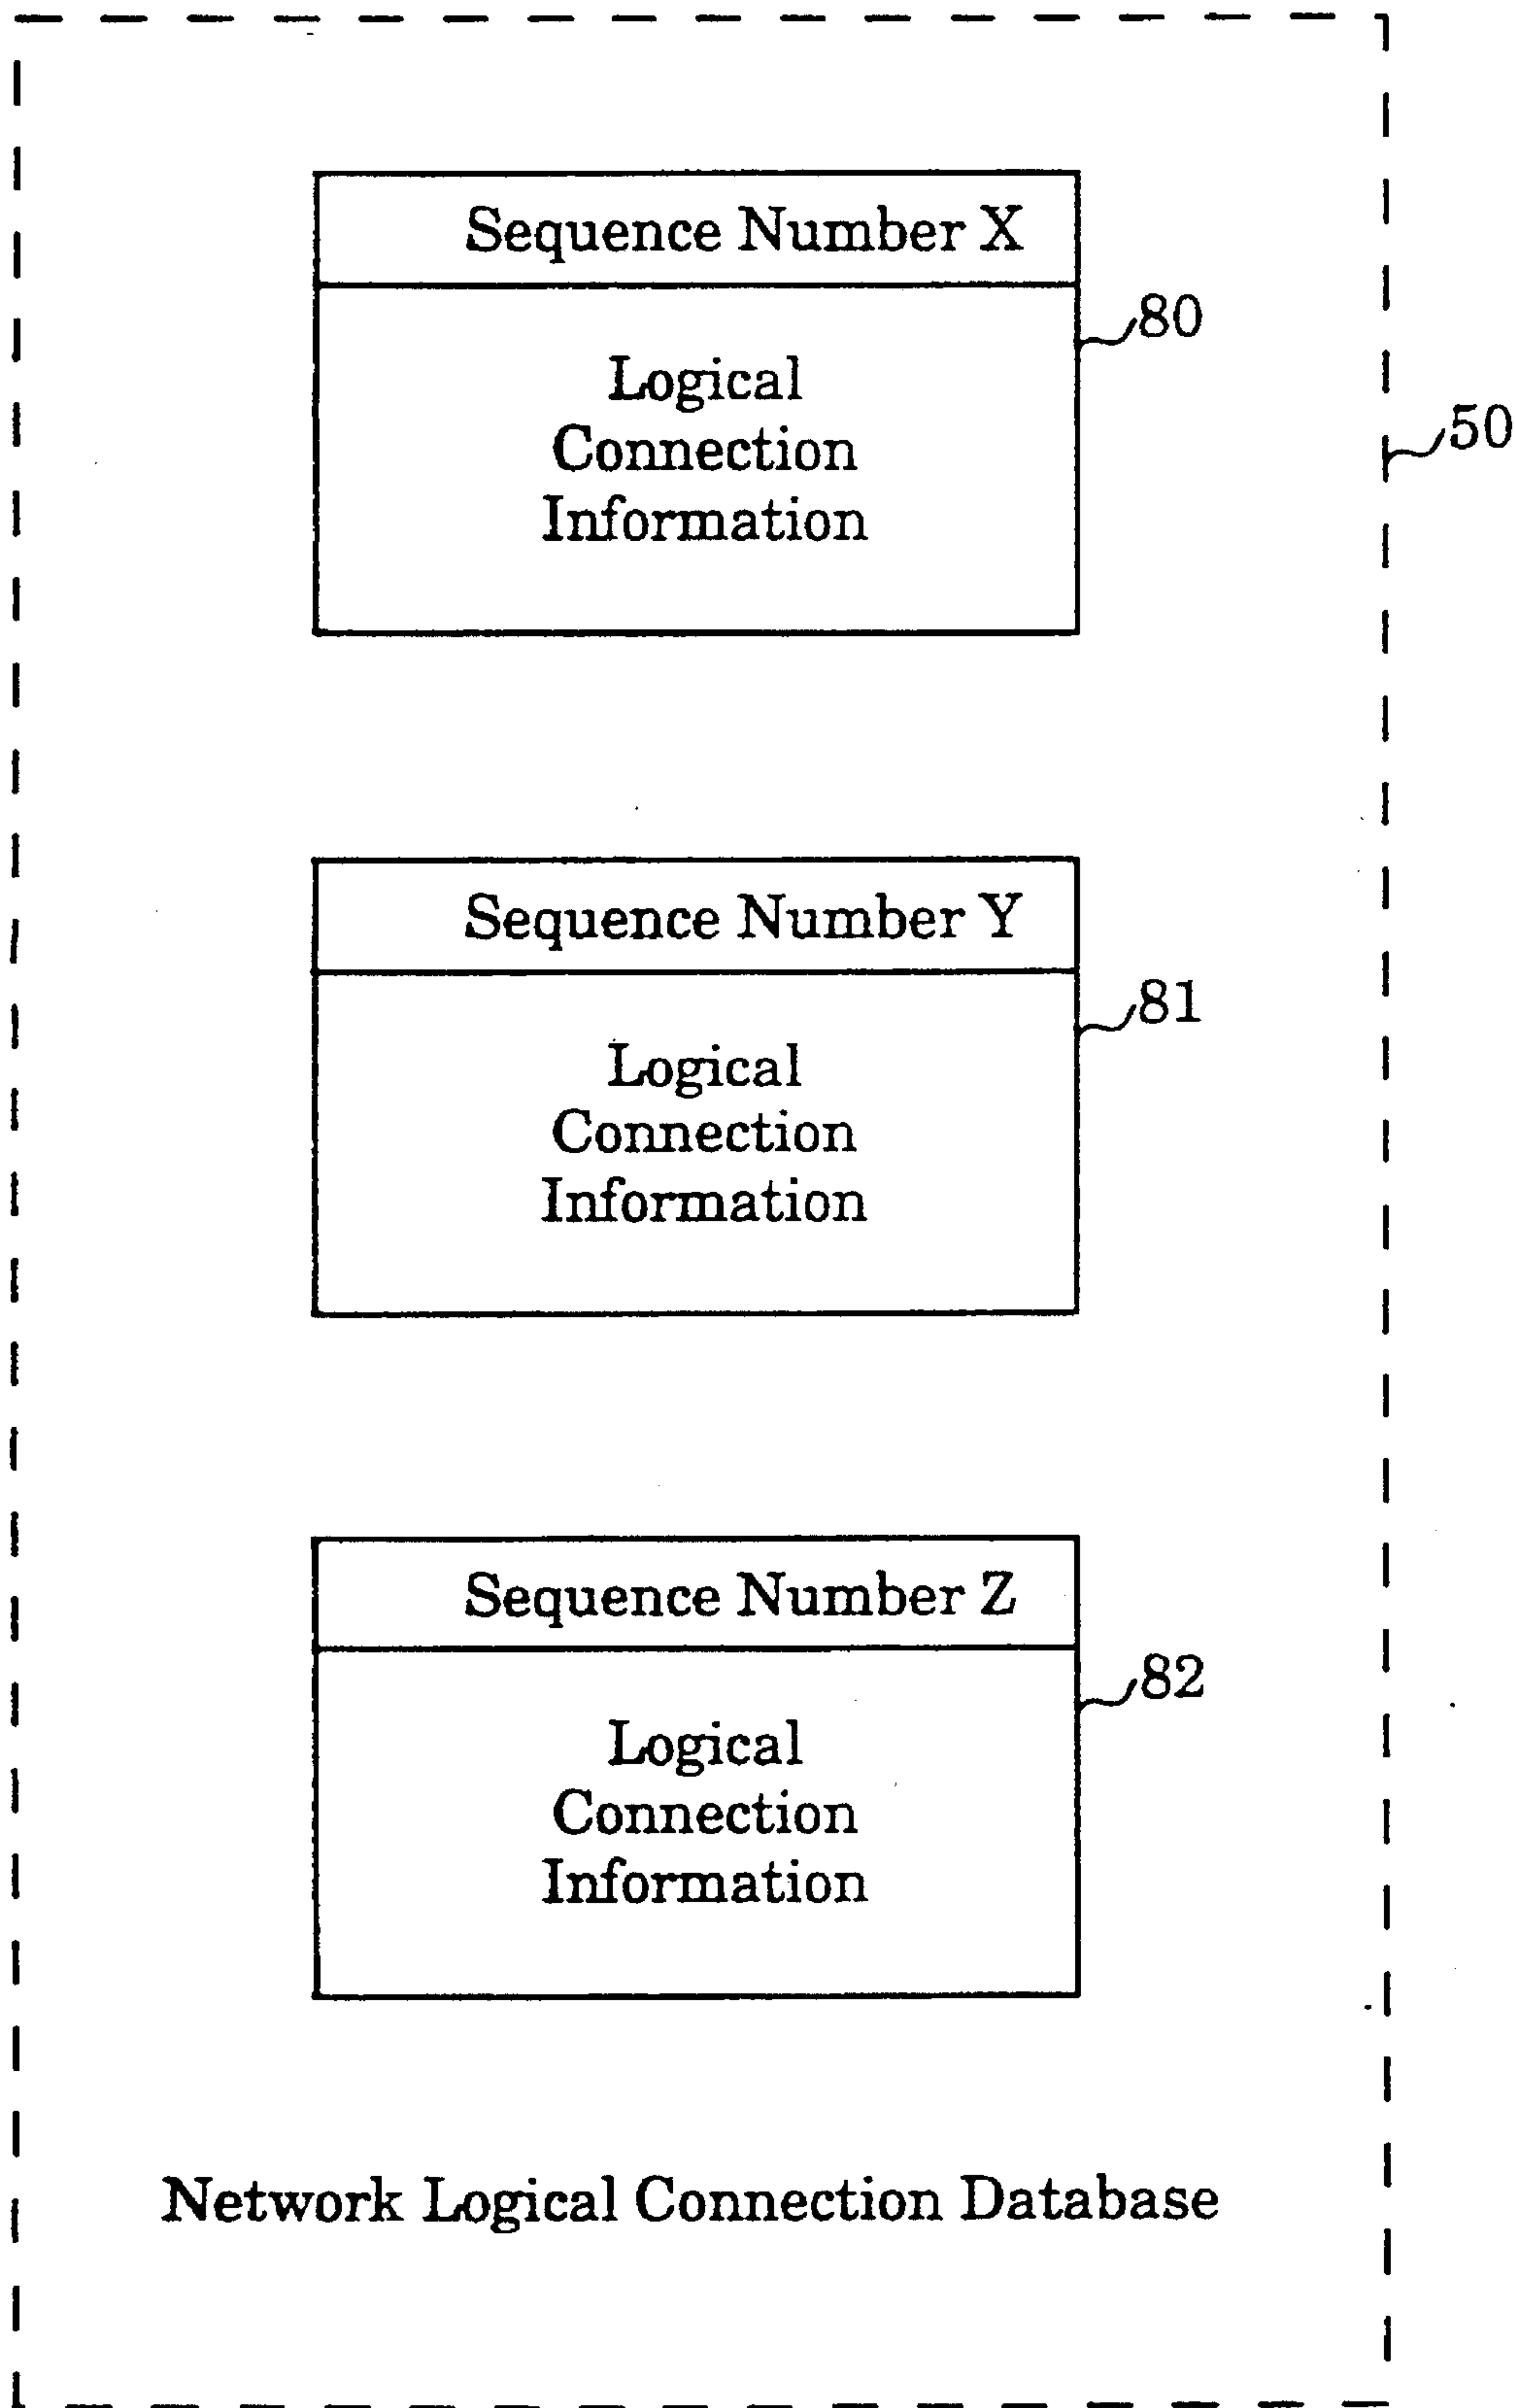 Sequence Number X
80
Logical
Connection
Information
50
Sequence Number Y
81
Logical
Connection
Information
Sequence Number Z
82
Logical
Connection
Information
Network Logical Connection Database